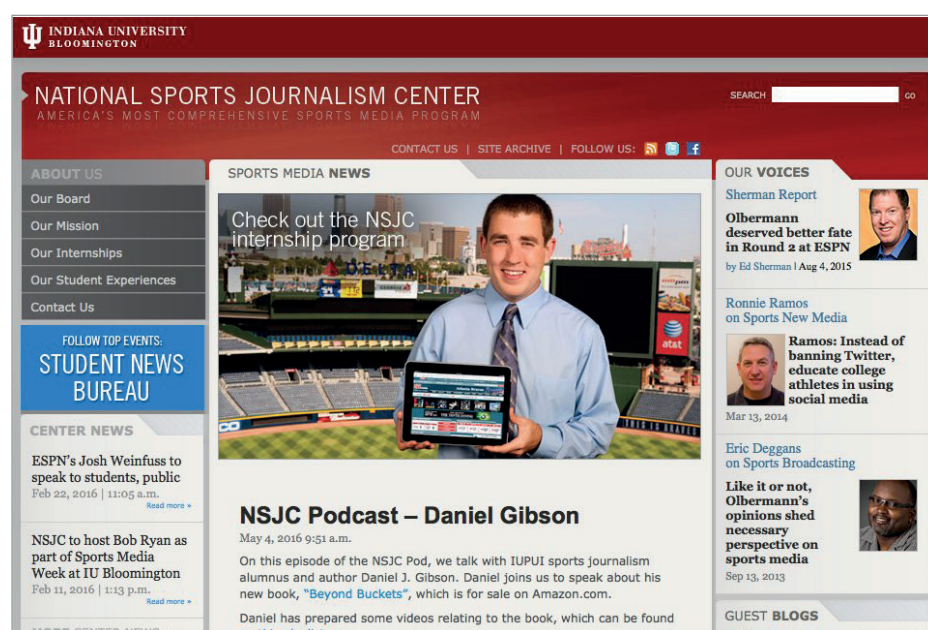 INDIANA UNIVERSITY
BLOOMINGTON
NATIONAL SPORTS JOURNALISM CENTER
AMERICA'S MOST COMPREHENSIVE SPORTS MEDIA PROGRAM
SEARCH
GO
CONTACT US | SITE ARCHIVE | FOLLOW US:
ABOUT US
Our Board
Our Mission
Our Internships
Our Student Experiences
Contact Us
FOLLOW TOP EVENTS:
STUDENT NEWS
BUREAU
CENTER NEWS
ESPN's Josh Weinfuss to
speak to students, public
Feb 22, 2016 | 11:05 a.m.
Read more »
NSJC to host Bob Ryan as
part of Sports Media
Week at IU Bloomington
Feb 11, 2016 | 1:13 p.m.
Read more »
SPORTS MEDIA NEWS
Check out the NSJC
internship program
DELTA
at&t
NSJC Podcast – Daniel Gibson
May 4, 2016 9:51 a.m.
On this episode of the NSJC Pod, we talk with IUPUI sports journalism
alumnus and author Daniel J. Gibson. Daniel joins us to speak about his
new book, "Beyond Buckets", which is for sale on Amazon.com.
Daniel has prepared some videos relating to the book, which can be found
OUR VOICES
Sherman Report
Olbermann
deserved better fate
in Round 2 at ESPN
by Ed Sherman | Aug 4, 2015
Ronnie Ramos
on Sports New Media
Ramos: Instead of
banning Twitter,
educate college
athletes in using
social media
Mar 13, 2014
Eric Deggans
on Sports Broadcasting
Like it or not,
Olbermann's
opinions shed
necessary
perspective on
sports media
Sep 13, 2013
GUEST BLOGS